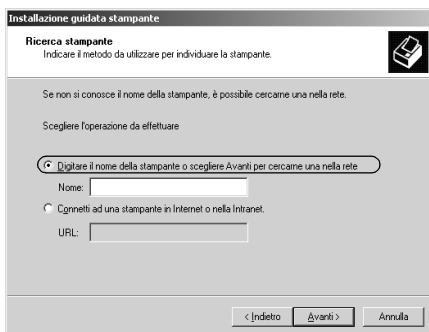 Installazione guidata stampante
Ricerca stampante
Indicare il metodo da utilizzare per individuare la stampante.
Se non si conosce il nome della stampante, è possibile cercarne una nella rete.
Scegliere l'operazione da effettuare
Digitare il nome della stampante o scegliere Avanti per cercarne una nella rete
Nome:
Connetti ad una stampante in Internet o nella Intranet.
URL:
< Indietro Avanti > Annulla